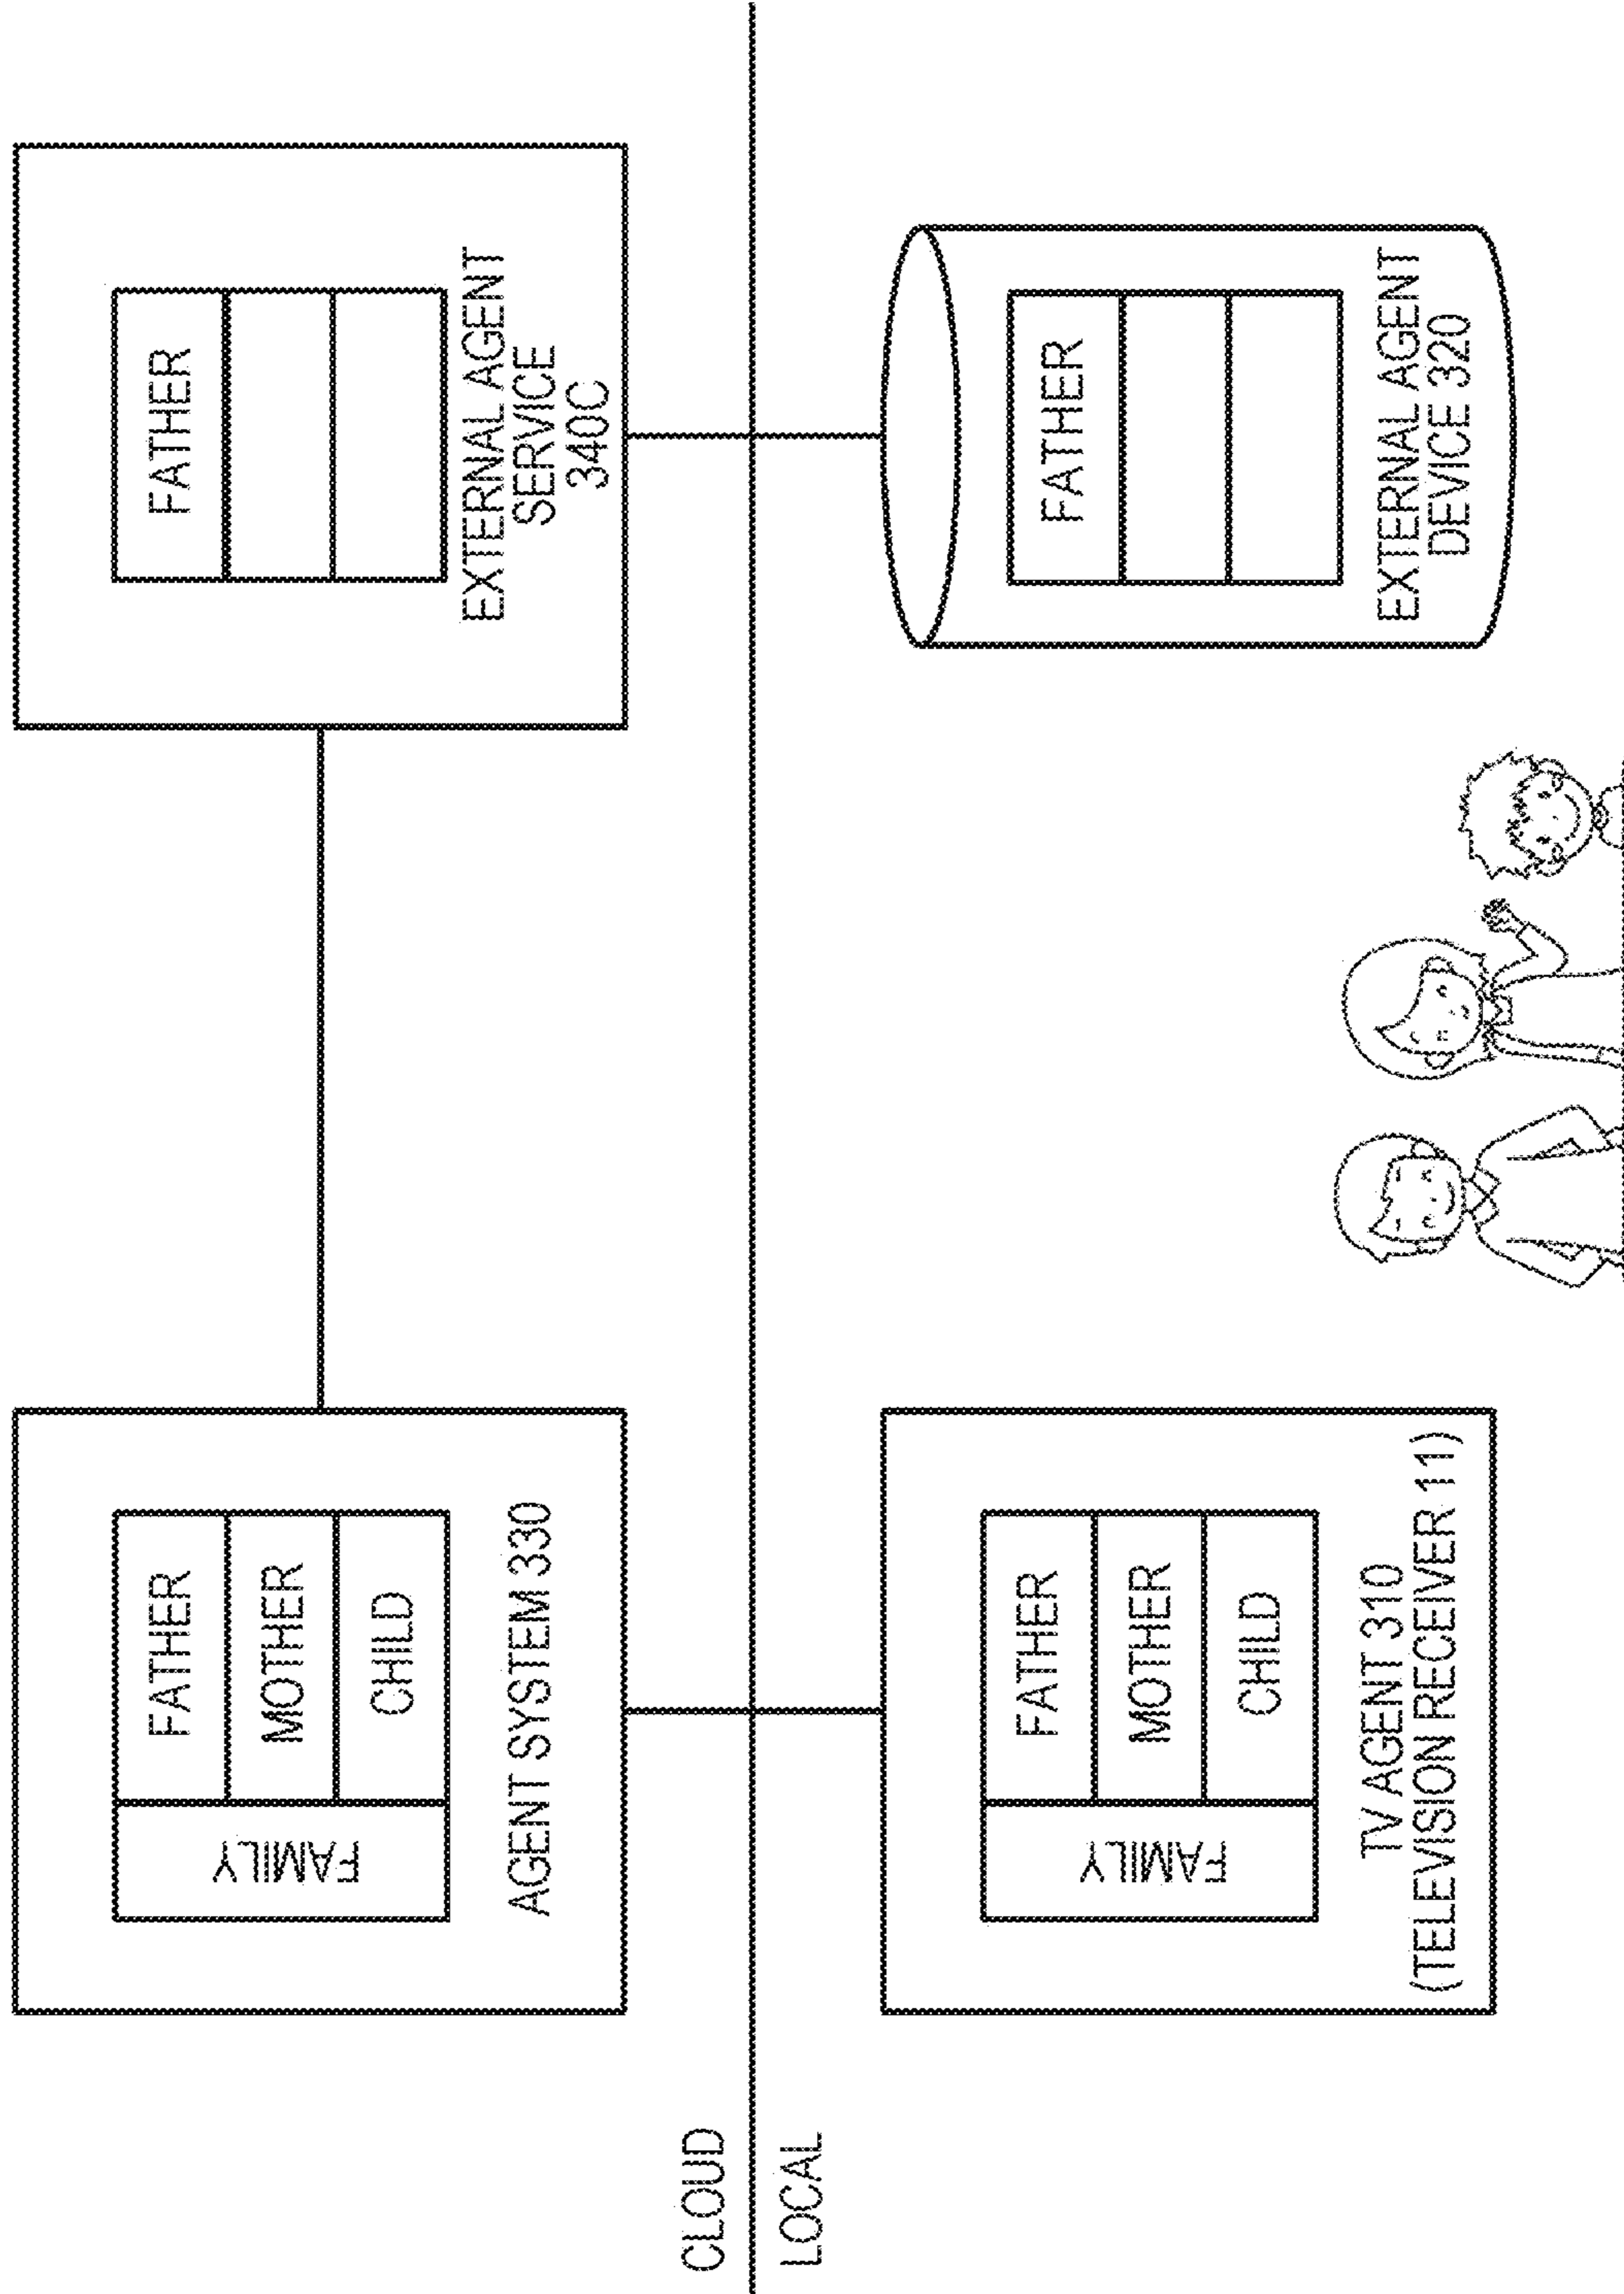 FAMILY
FATHER
MOTHER
CHILD
AGENT SYSTEM 330
FATHER
EXTERNAL AGENT
SERVICE
340C
CLOUD
LOCAL
FAMILY
FATHER
MOTHER
CHILD
TV AGENT 310
(TELEVISION RECEIVER 11)
FATHER
EXTERNAL AGENT
DEVICE 320